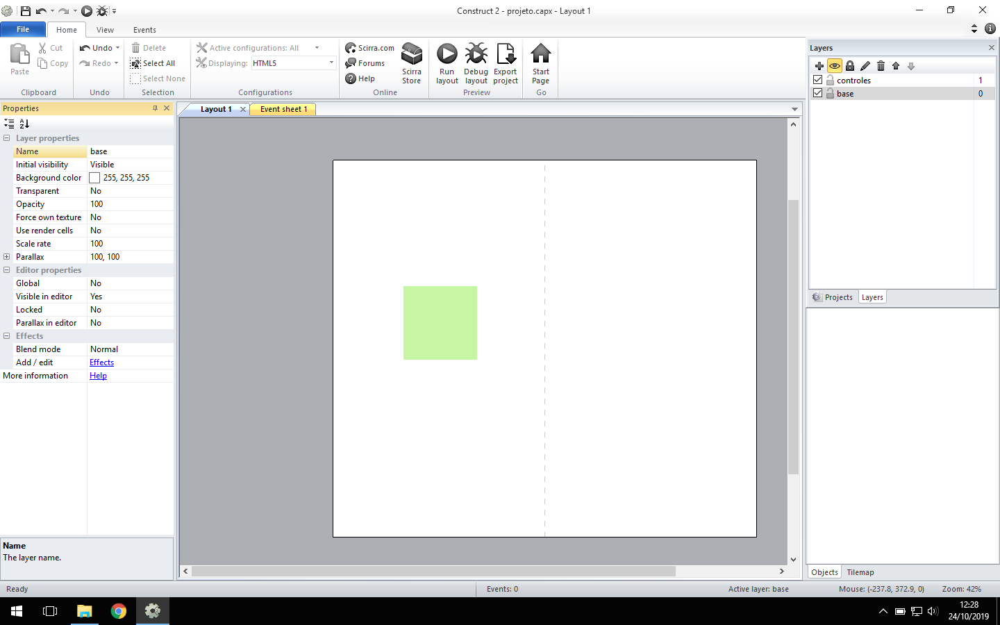 Construct 2 - projeto.capx - Layout 1
File
Home
View
Events
Paste
Cut
Copy
Clipboard
Undo
Redo
Undo
Delete
Select All
Select None
Selection
Active configurations: All
Displaying: HTML5
Configurations
Scirra.com
Forums
Help
Scirra
Store
Online
Run
layout
Debug
layout
Export
project
Preview
Start
Page
Go
Properties
Layer properties
Name base
Initial visibility Visible
Background color 255, 255, 255
Transparent No
Opacity 100
Force own texture No
Use render cells No
Scale rate 100
Parallax 100, 100
Editor properties
Global No
Visible in editor Yes
Locked No
Parallax in editor No
Effects
Blend mode Normal
Add / edit Effects
More information Help
Name
The layer name.
Layout 1
Event sheet 1
Layers
controles 1
base 0
Projects
Layers
Objects
Tilemap
Ready
Events: 0
Active layer: base
Mouse: (-237.8, 372.9, 0)
Zoom: 42%
12:28
24/10/2019